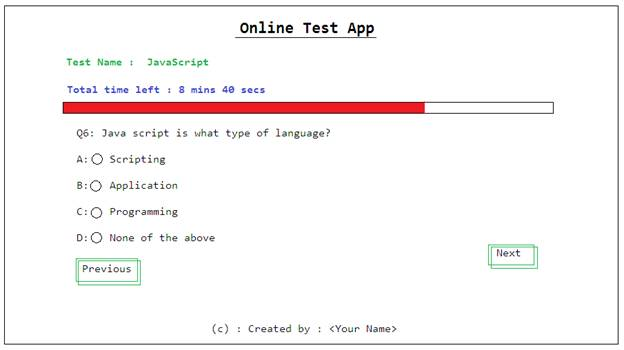 Online Test App
Test Name :  JavaScript
Total time left : 8 mins 40 secs
Q6: Java script is what type of language?
A: Scripting
B: Application
C: Programming
D: None of the above
Next
Previous
(c) : Created by : <Your Name>